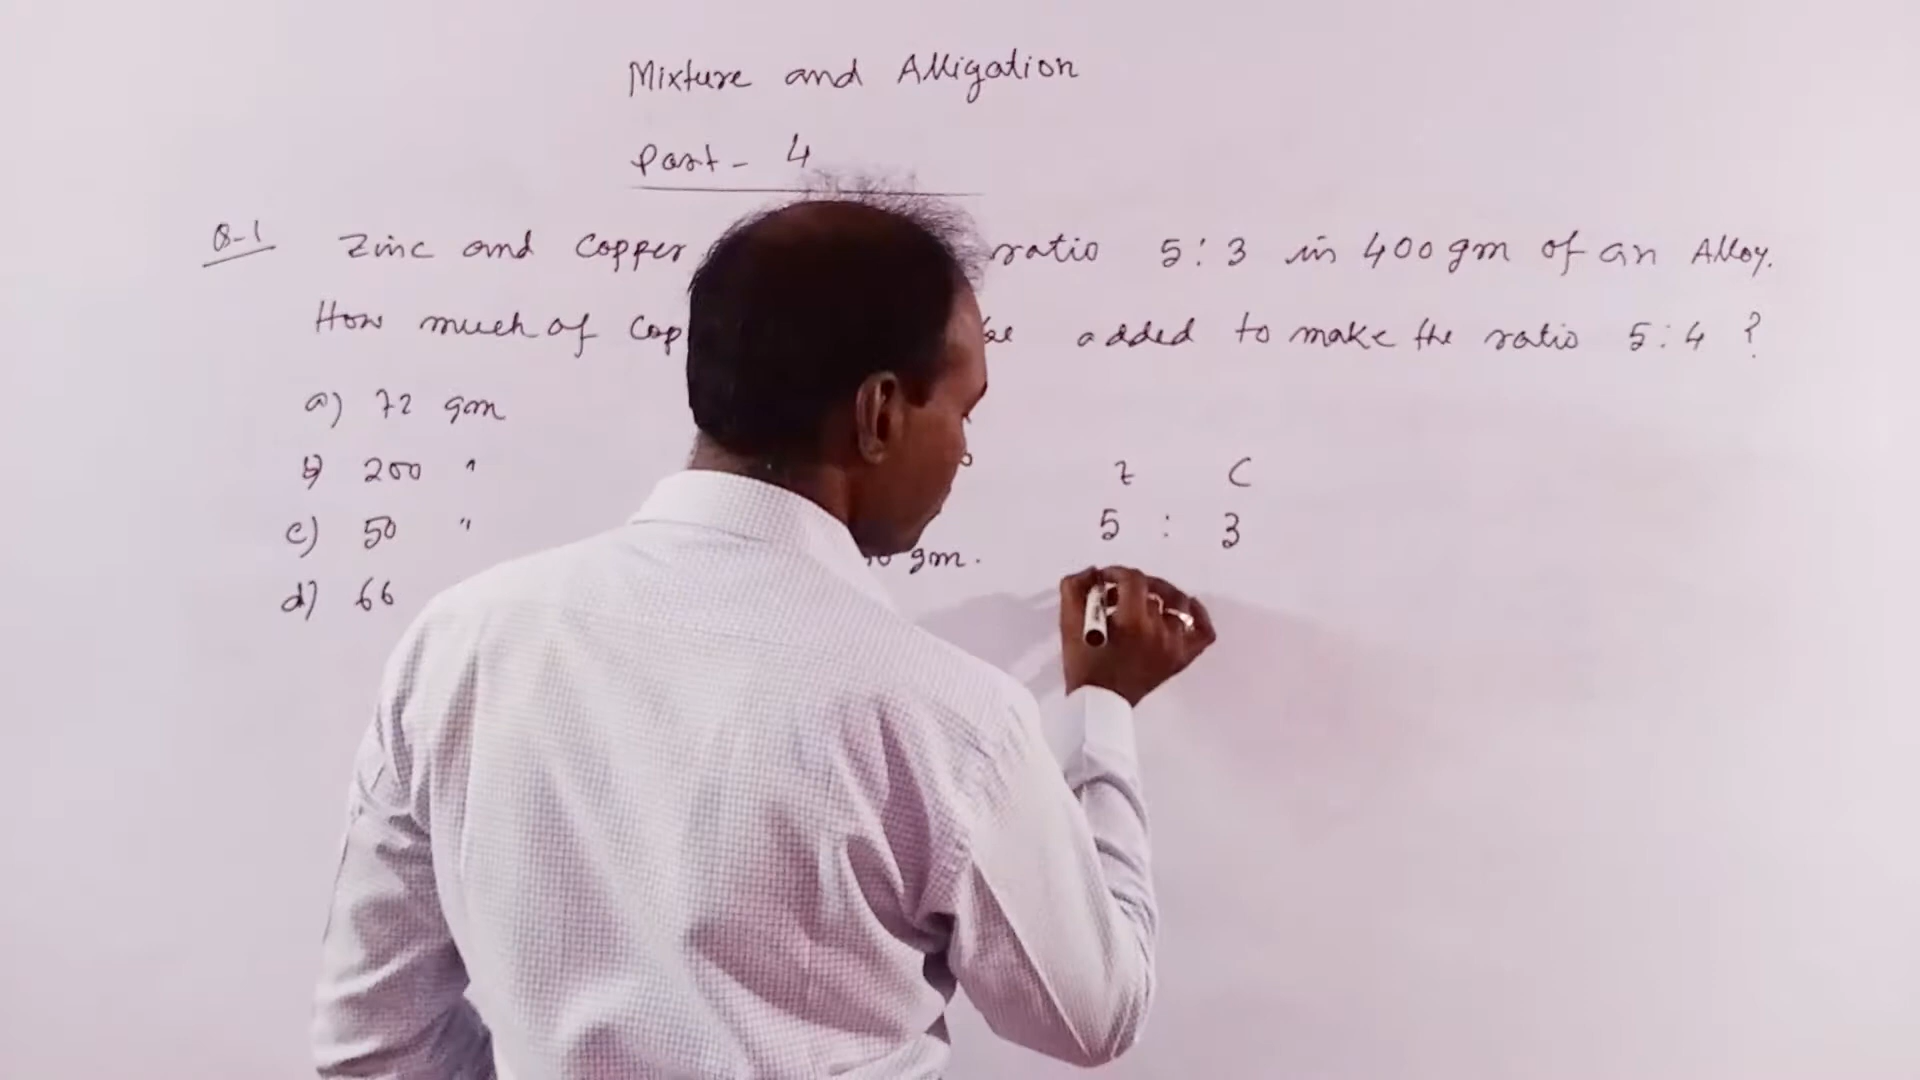 Mixture and Alligation
Part - 4
Q-1 Zinc and Copper ratio 5:3 in 400 gm of an Alloy.
How much of be added to make the ratio 5:4 ?
a) 72 gm
b) 200 "
c) 50 "
d) 66
Z C
5 : 3
gm.